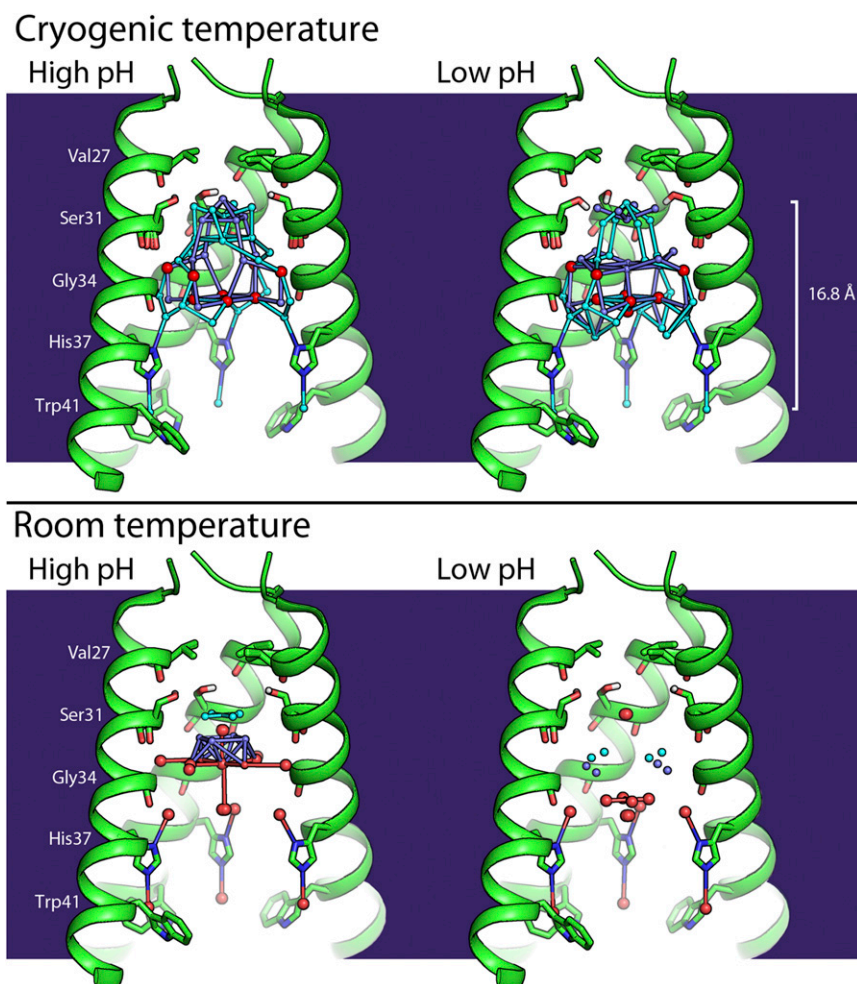 Cryogenic temperature
High pH
Low pH
Val27
Ser31
Gly34
16.8 Å
His37
Trp41
Room temperature
High pH
Low pH
Val27
Ser31
Gly34
His37
Trp41